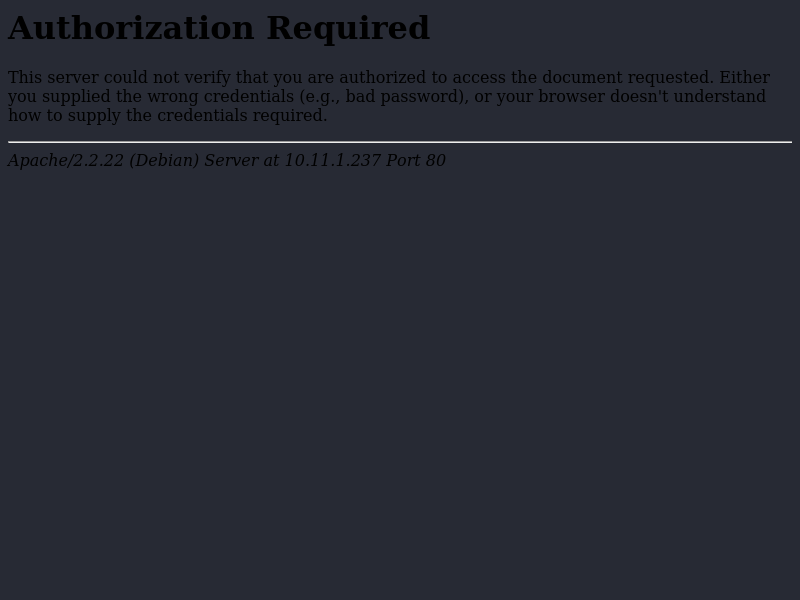 Authorization Required
This server could not verify that you are authorized to access the document requested. Either
you supplied the wrong credentials (e.g., bad password), or your browser doesn't understand
how to supply the credentials required.
Apache/2.2.22 (Debian) Server at 10.11.1.237 Port 80